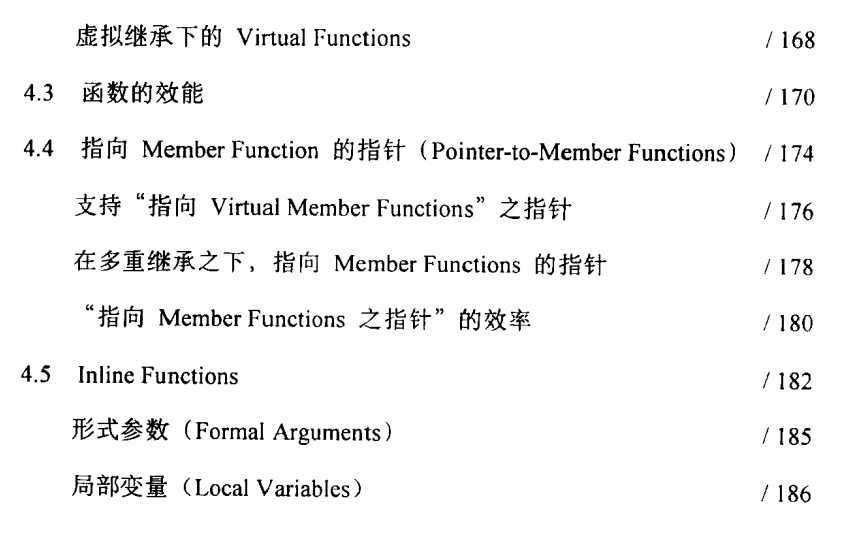 虚拟继承下的 Virtual Functions / 168
4.3 函数的效能 / 170
4.4 指向 Member Function 的指针（Pointer-to-Member Functions） / 174
支持“指向 Virtual Member Functions”之指针 / 176
在多重继承之下，指向 Member Functions 的指针 / 178
“指向 Member Functions 之指针”的效率 / 180
4.5 Inline Functions / 182
形式参数（Formal Arguments） / 185
局部变量（Local Variables） / 186